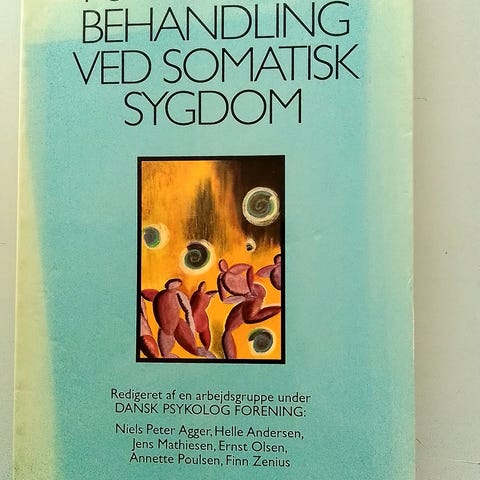 BEHANDLING
VED SOMATISK
SYGDOM
Redigeret af en arbejdsgruppe under
DANSK PSYKOLOG FORENING:
Niels Peter Agger, Helle Andersen,
Jens Mathiesen, Ernst Olsen,
Annette Poulsen, Finn Zenius